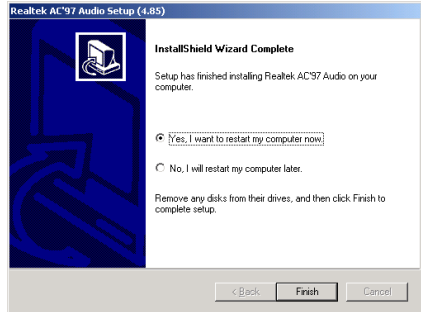 Realtek AC'97 Audio Setup (4.85)
InstallShield Wizard Complete
Setup has finished installing Realtek AC'97 Audio on your
computer.
Yes, I want to restart my computer now.
No, I will restart my computer later.
Remove any disks from their drives, and then click Finish to
complete setup.
< Back
Finish
Cancel